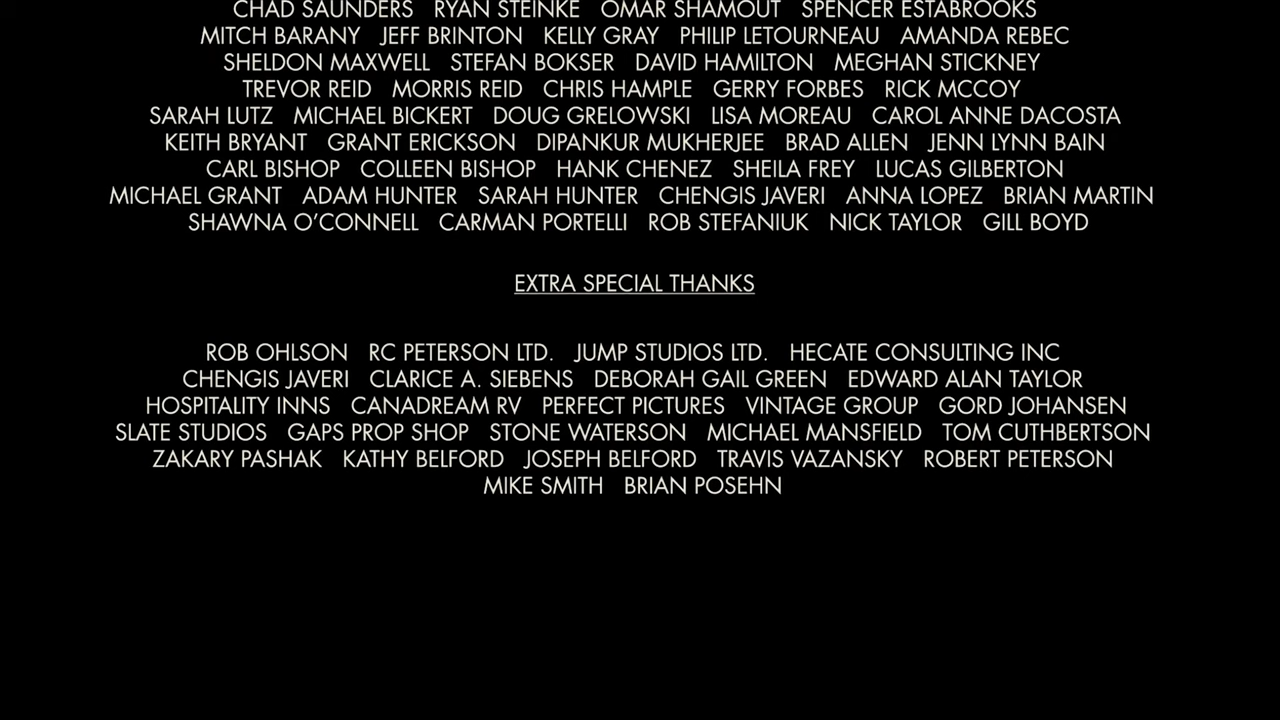 CHAD SAUNDERS RYAN STEINKE OMAR SHAMOUT SPENCER ESTABROOKS
MITCH BARANY JEFF BRINTON KELLY GRAY PHILIP LETOURNEAU AMANDA REBEC
SHELDON MAXWELL STEFAN BOKSER DAVID HAMILTON MEGHAN STICKNEY
TREVOR REID MORRIS REID CHRIS HAMPLE GERRY FORBES RICK MCCOY
SARAH LUTZ MICHAEL BICKERT DOUG GRELOWSKI LISA MOREAU CAROL ANNE DACOSTA
KEITH BRYANT GRANT ERICKSON DIPANKUR MUKHERJEE BRAD ALLEN JENN LYNN BAIN
CARL BISHOP COLLEEN BISHOP HANK CHENEZ SHEILA FREY LUCAS GILBERTON
MICHAEL GRANT ADAM HUNTER SARAH HUNTER CHENGIS JAVERI ANNA LOPEZ BRIAN MARTIN
SHAWNA O'CONNELL CARMAN PORTELLI ROB STEFANIUK NICK TAYLOR GILL BOYD
EXTRA SPECIAL THANKS
ROB OHLSON RC PETERSON LTD. JUMP STUDIOS LTD. HECATE CONSULTING INC
CHENGIS JAVERI CLARICE A. SIEBENS DEBORAH GAIL GREEN EDWARD ALAN TAYLOR
HOSPITALITY INNS CANADREAM RV PERFECT PICTURES VINTAGE GROUP GORD JOHANSEN
SLATE STUDIOS GAPS PROP SHOP STONE WATERSON MICHAEL MANSFIELD TOM CUTHBERTSON
ZAKARY PASHAK KATHY BELFORD JOSEPH BELFORD TRAVIS VAZANSKY ROBERT PETERSON
MIKE SMITH BRIAN POSEHN